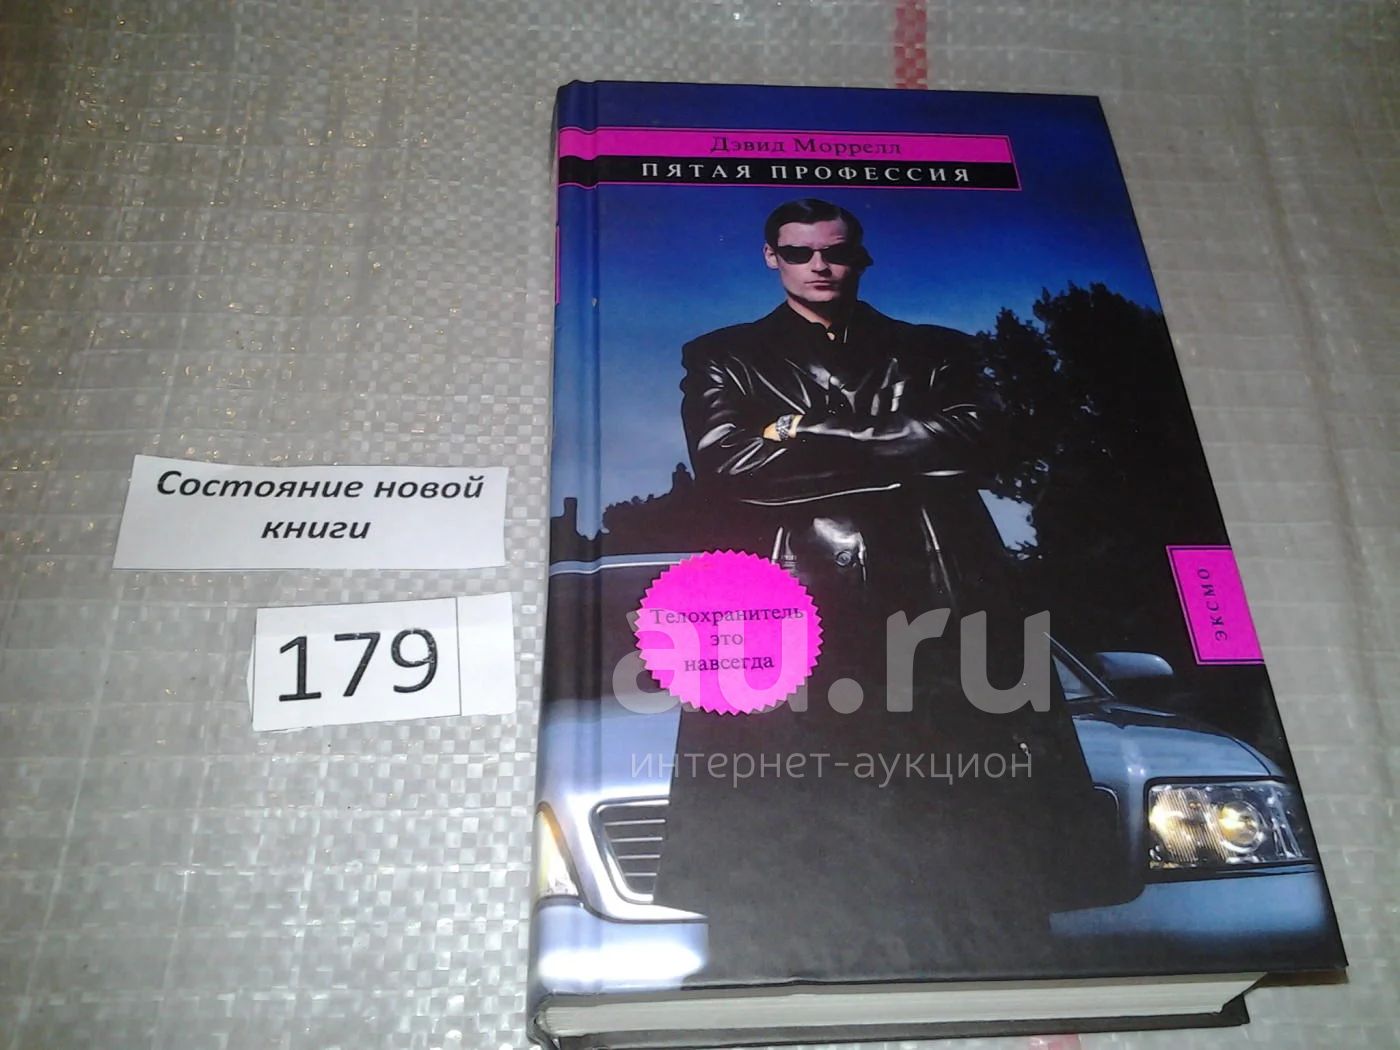 Дэвид Моррелл
ПЯТАЯ ПРОФЕССИЯ
Состояние новой
книги
179
Телохранитель
это
навсегда
эксмо
au.ru
интернет-аукцион